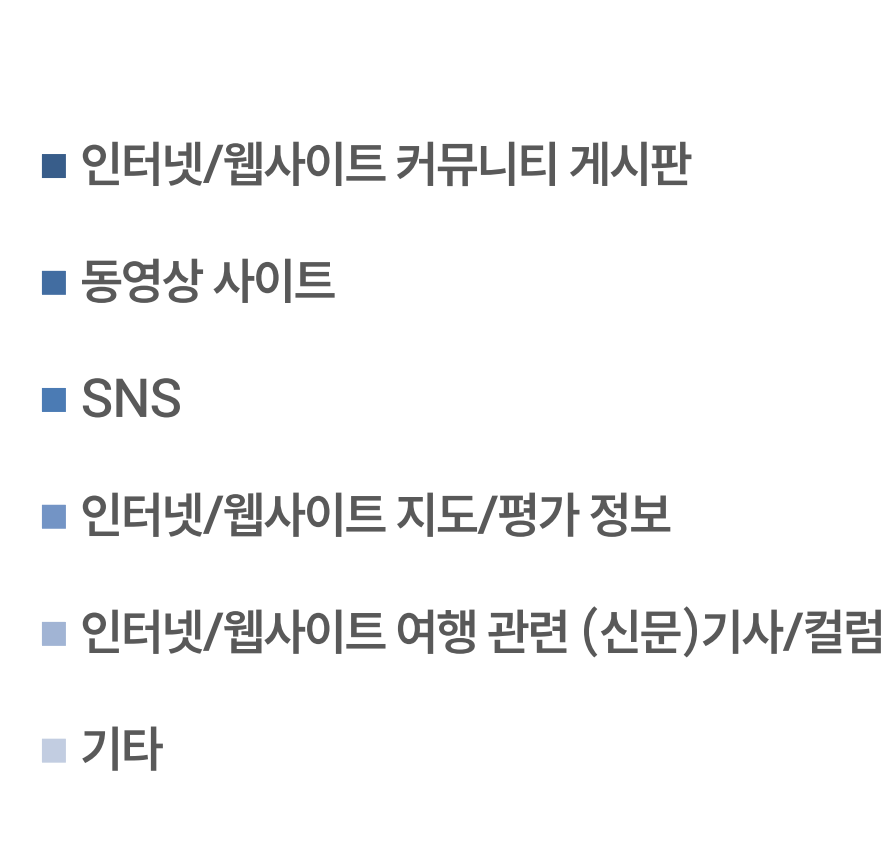 인터넷/웹사이트 커뮤니티 게시판
동영상 사이트
SNS
인터넷/웹사이트 지도/평가 정보
인터넷/웹사이트 여행 관련 (신문)기사/컬럼
기타